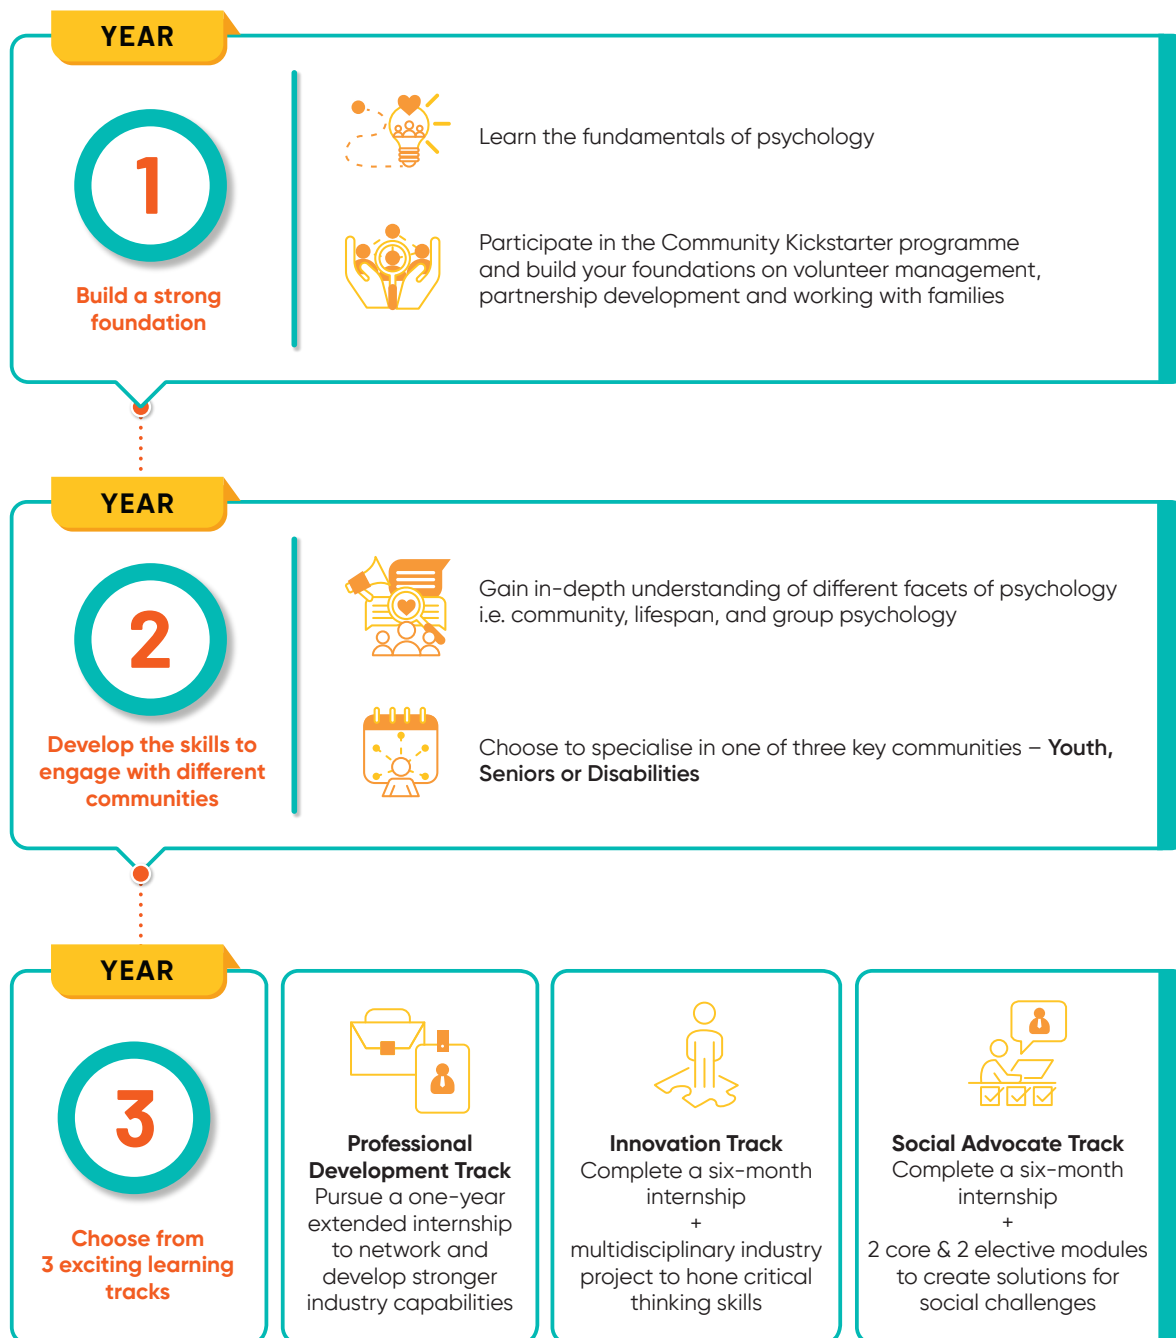 YEAR
1
Build a strong
foundation
Learn the fundamentals of psychology
Participate in the Community Kickstarter programme
and build your foundations on volunteer management,
partnership development and working with families
YEAR
2
Develop the skills to
engage with different
communities
Gain in-depth understanding of different facets of psychology
i.e. community, lifespan, and group psychology
Choose to specialise in one of three key communities – Youth,
Seniors or Disabilities
YEAR
3
Choose from
3 exciting learning
tracks
Professional
Development Track
Pursue a one-year
extended internship
to network and
develop stronger
industry capabilities
Innovation Track
Complete a six-month
internship
+
multidisciplinary industry
project to hone critical
thinking skills
Social Advocate Track
Complete a six-month
internship
+
2 core & 2 elective modules
to create solutions for
social challenges